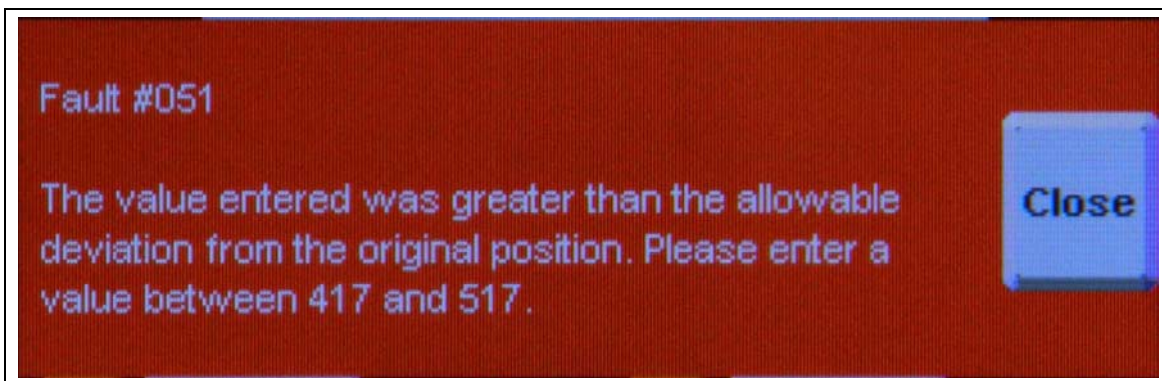 Fault #051
The value entered was greater than the allowable
deviation from the original position. Please enter a
value between 417 and 517.
Close